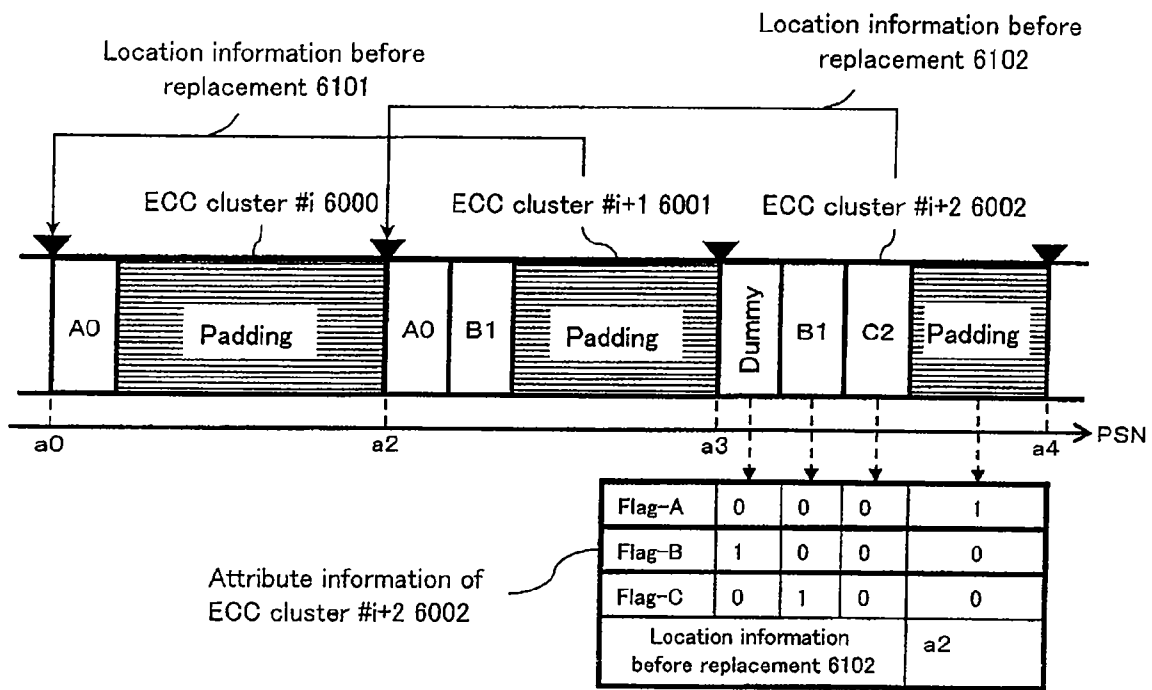 Location information before
replacement 6101
Location information before
replacement 6102
ECC cluster #i 6000
ECC cluster #i+1 6001
ECC cluster #i+2 6002
A0
Padding
A0
B1
Padding
Dummy
B1
C2
Padding
a0
a2
a3
a4
PSN
Flag-A 0 0 0 1
Flag-B 1 0 0 0
Flag-C 0 1 0 0
Location information
before replacement 6102
a2
Attribute information of
ECC cluster #i+2 6002